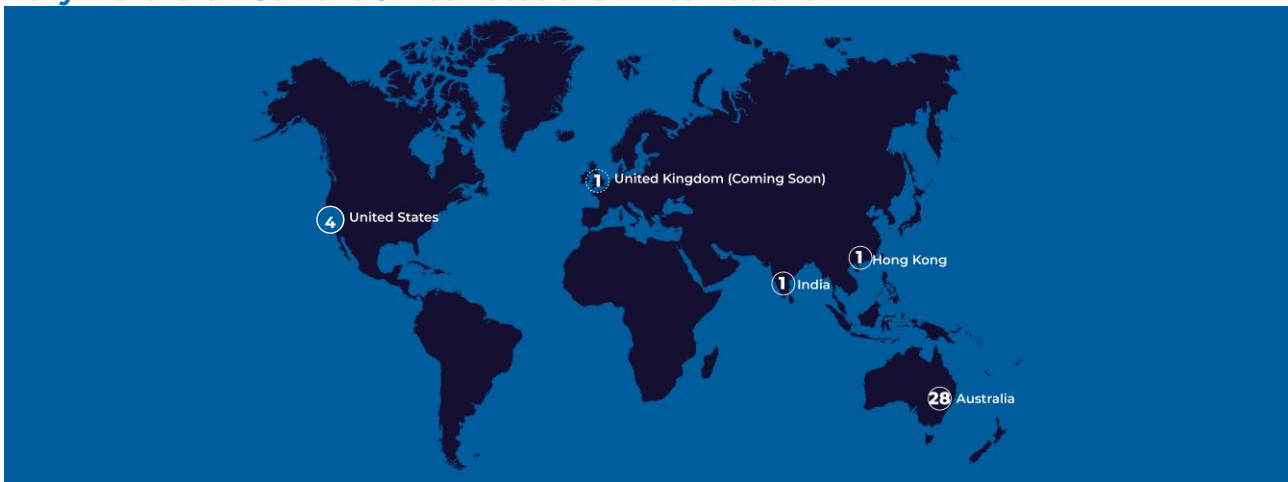 1 United Kingdom (Coming Soon)
4 United States
1 Hong Kong
1 India
28 Australia